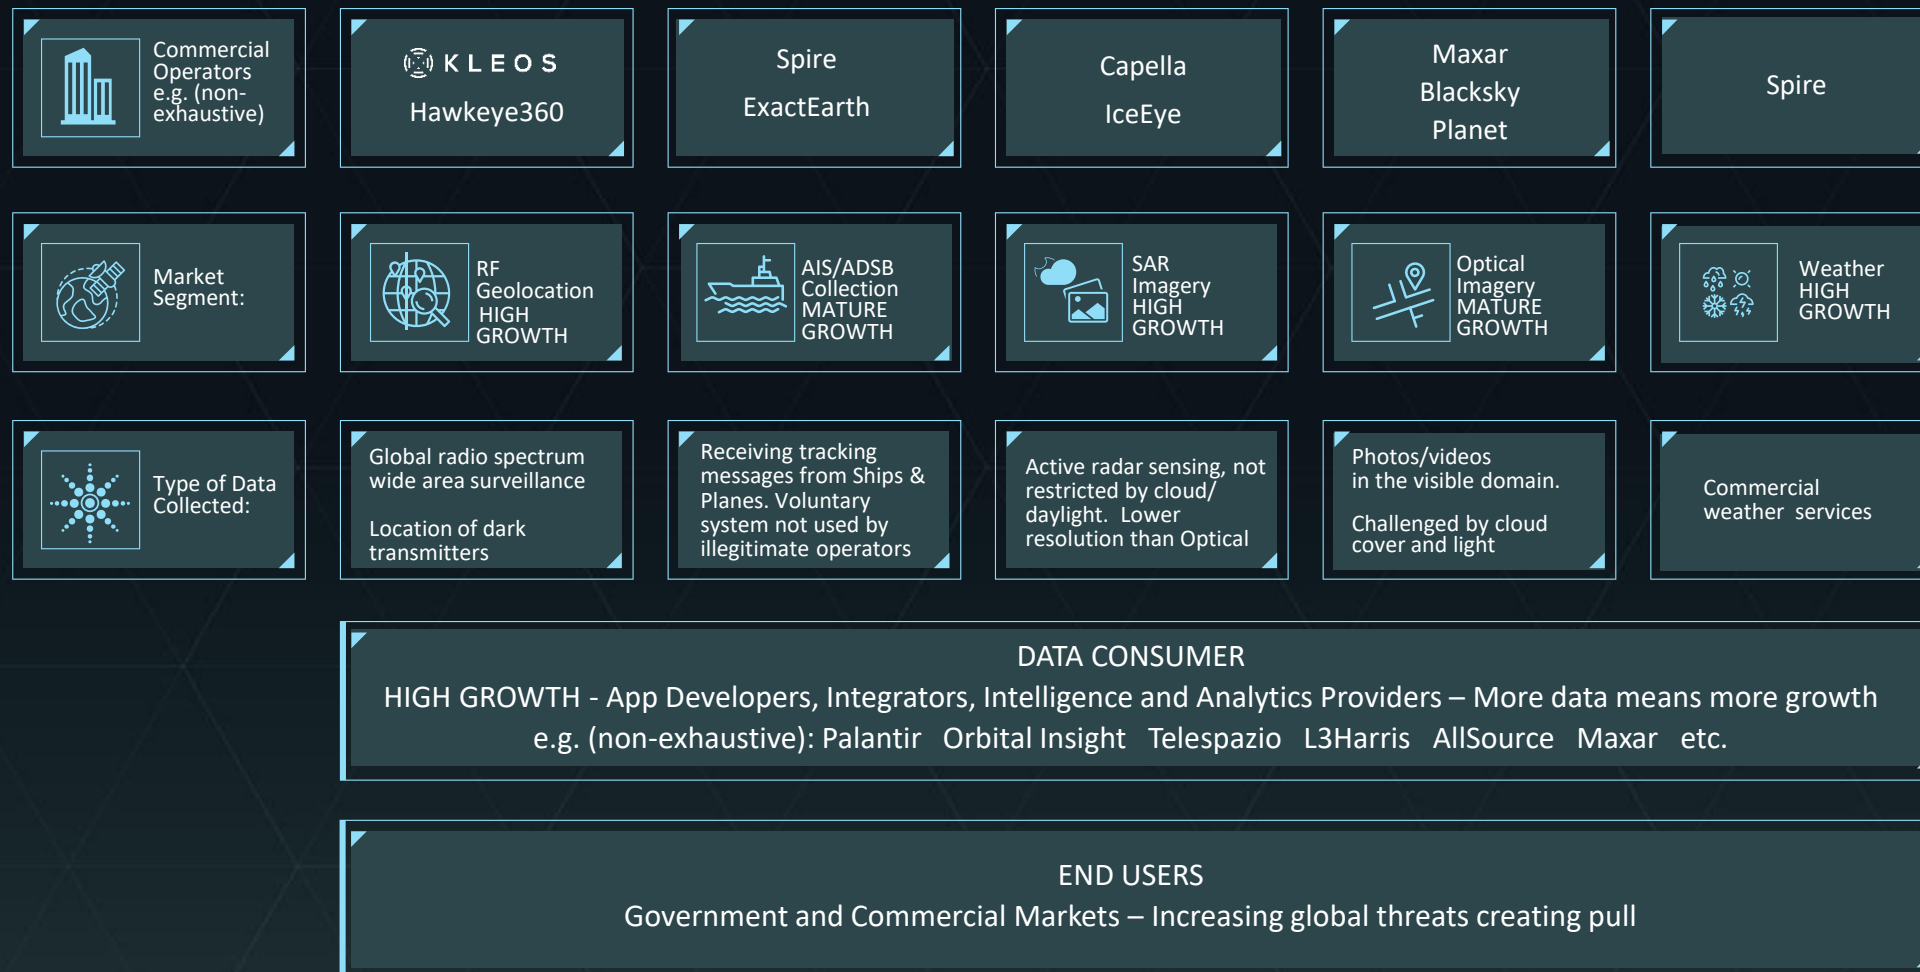 Commercial
Operators
e.g. (non-
exhaustive)
KLEOS
Hawkeye360
Spire
ExactEarth
Capella
IceEye
Maxar
Blacksky
Planet
Spire
Market
Segment:
RF
Geolocation
HIGH
GROWTH
AIS/ADSB
Collection
MATURE
GROWTH
SAR
Imagery
HIGH
GROWTH
Optical
Imagery
MATURE
GROWTH
Weather
HIGH
GROWTH
Type of Data
Collected:
Global radio spectrum
wide area surveillance
Location of dark
transmitters
Receiving tracking
messages from Ships &
Planes. Voluntary
system not used by
illegitimate operators
Active radar sensing, not
restricted by cloud/
daylight. Lower
resolution than Optical
Photos/videos
in the visible domain.
Challenged by cloud
cover and light
Commercial
weather services
DATA CONSUMER
HIGH GROWTH - App Developers, Integrators, Intelligence and Analytics Providers – More data means more growth
e.g. (non-exhaustive): Palantir Orbital Insight Telespazio L3Harris AllSource Maxar etc.
END USERS
Government and Commercial Markets – Increasing global threats creating pull